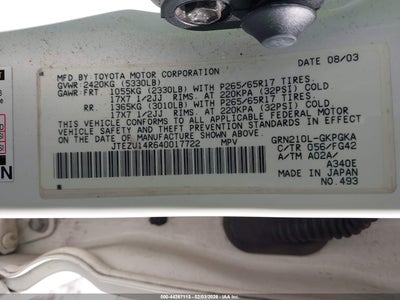 MFD. BY TOYOTA MOTOR CORPORATION DATE 08/03
GVWR:2420KG (5330LB)
GAWR:FRT. 1055KG (2330LB) WITH P265/65R17 TIRES.
17X7 1/2JJ RIMS. AT 220KPA (32PSI) COLD.
RR. 1365KG (3010LB) WITH P265/65R17 TIRES.
17X7 1/2JJ RIMS. AT 220KPA (32PSI) COLD.
THIS VEHICLE CONFORMS TO ALL APPLICABLE FEDERAL MOTOR
VEHICLE SAFETY STANDARDS IN EFFECT ON THE
DATE OF MANUFACTURE SHOWN ABOVE.
JTEZU14R640017722 MPV
GRN210L-GKPGKA
C/TR 056/FG42
A/TM A02A/
A340E
MADE IN JAPAN
NO.493
000-44267113 - 02/03/2026 - IAA Inc.